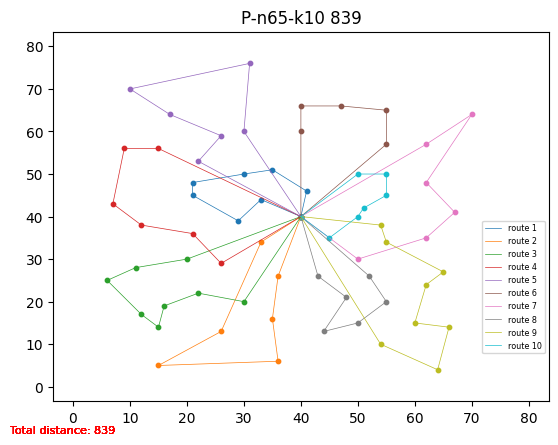 P-n65-k10 839
80
70
60
50
40
30
20
10
0
0 10 20 30 40 50 60 70 80
route 1
route 2
route 3
route 4
route 5
route 6
route 7
route 8
route 9
route 10
Total distance: 839